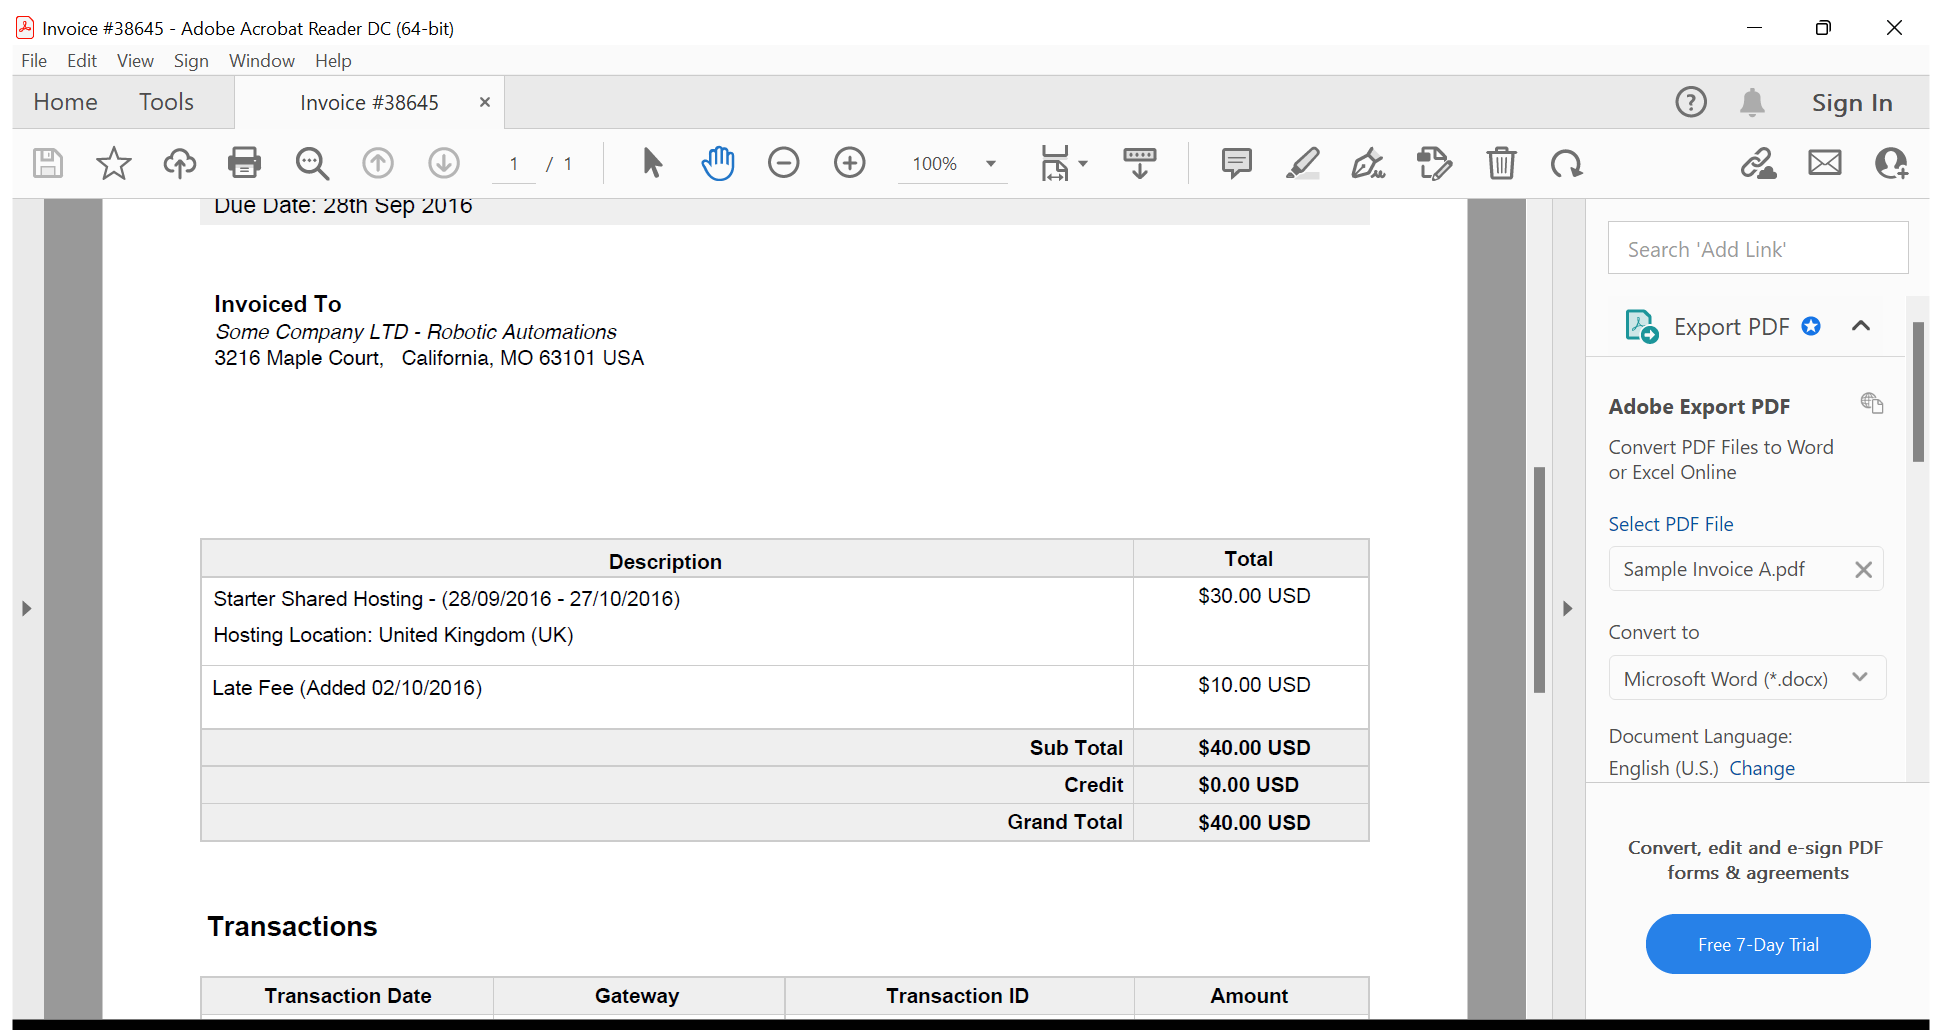 Invoice #38645 - Adobe Acrobat Reader DC (64-bit)
File Edit View Sign Window Help
Home Tools Invoice #38645 × Sign In
1 / 1 100%
Due Date: 28th Sep 2016
Invoiced To
Some Company LTD - Robotic Automations
3216 Maple Court, California, MO 63101 USA
Description Total
Starter Shared Hosting - (28/09/2016 - 27/10/2016) $30.00 USD
Hosting Location: United Kingdom (UK)
Late Fee (Added 02/10/2016) $10.00 USD
Sub Total $40.00 USD
Credit $0.00 USD
Grand Total $40.00 USD
Transactions
Transaction Date Gateway Transaction ID Amount
Search 'Add Link'
Export PDF
Adobe Export PDF
Convert PDF Files to Word
or Excel Online
Select PDF File
Sample Invoice A.pdf
Convert to
Microsoft Word (*.docx)
Document Language:
English (U.S.) Change
Convert, edit and e-sign PDF
forms & agreements
Free 7-Day Trial